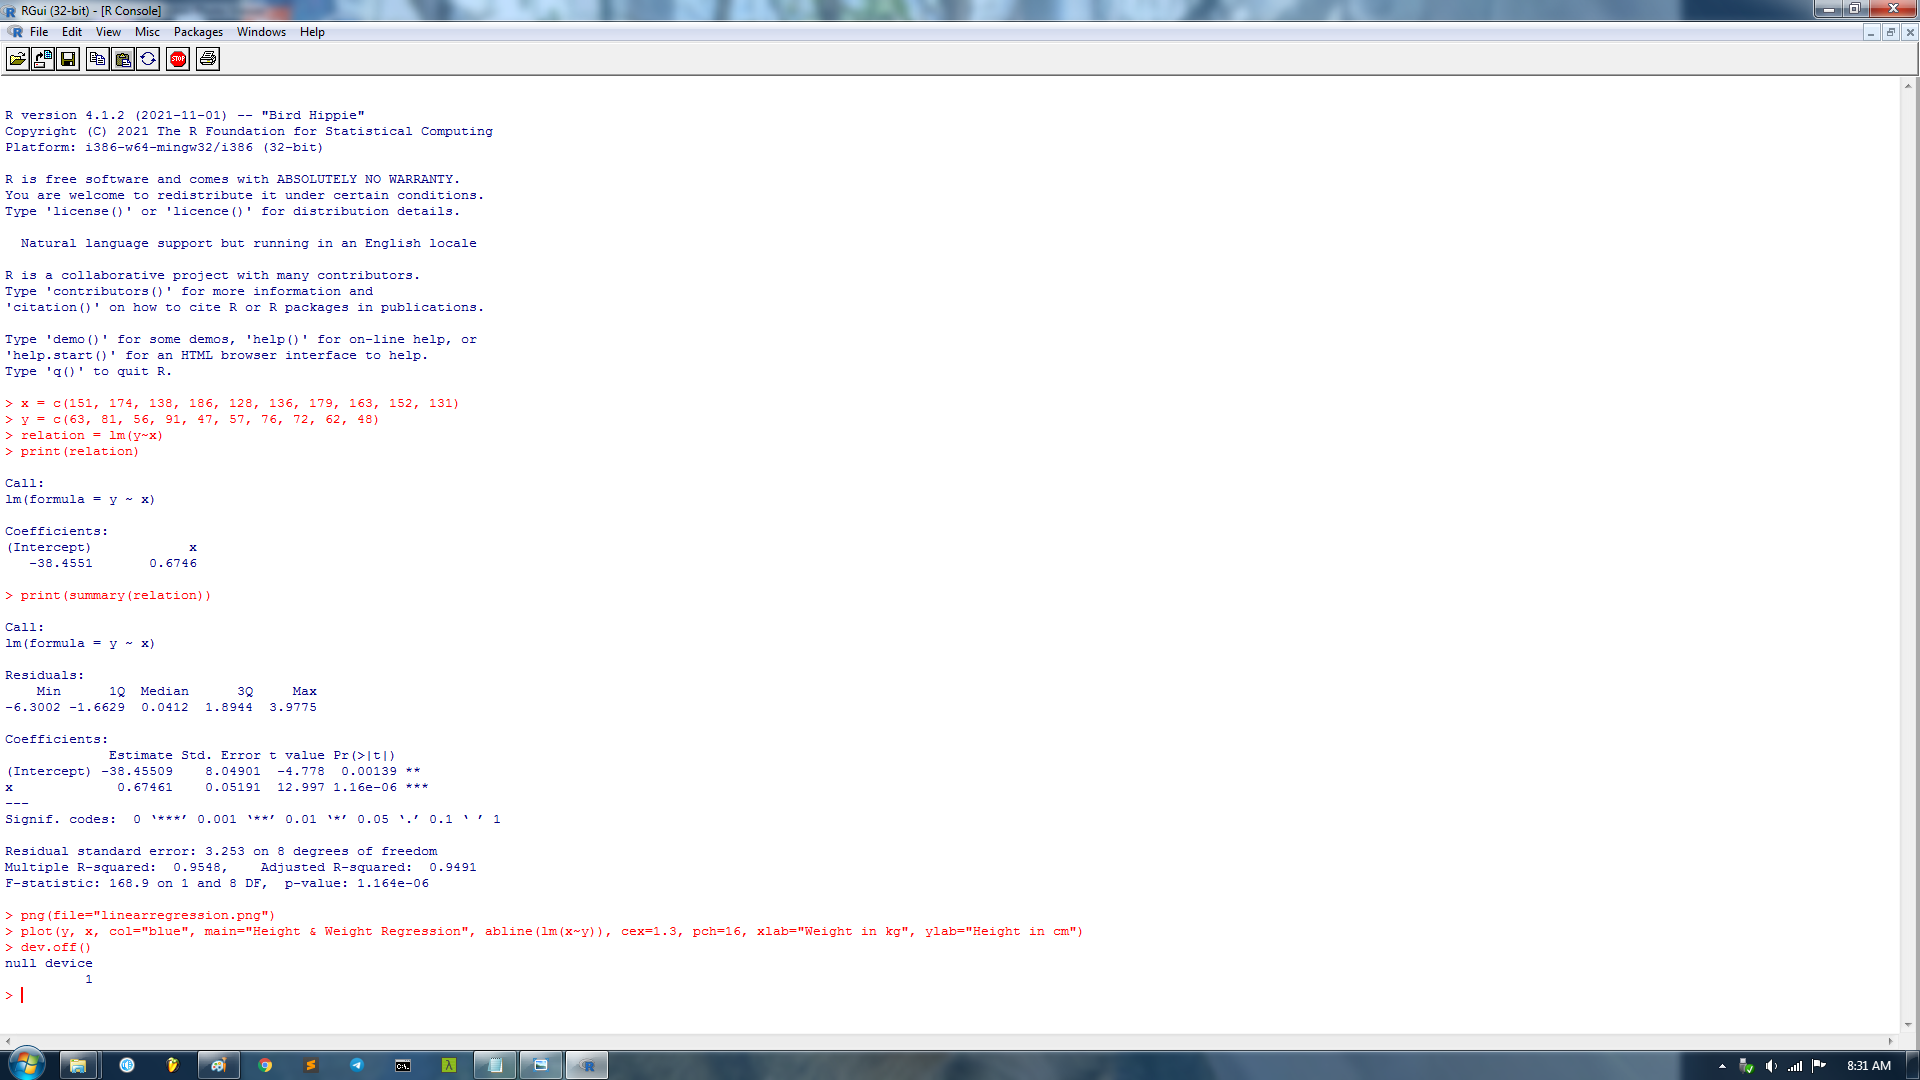 RGui (32-bit) - [R Console]
File Edit View Misc Packages Windows Help
STOP
R version 4.1.2 (2021-11-01) -- "Bird Hippie"
Copyright (C) 2021 The R Foundation for Statistical Computing
Platform: i386-w64-mingw32/i386 (32-bit)
R is free software and comes with ABSOLUTELY NO WARRANTY.
You are welcome to redistribute it under certain conditions.
Type 'license()' or 'licence()' for distribution details.
Natural language support but running in an English locale
R is a collaborative project with many contributors.
Type 'contributors()' for more information and
'citation()' on how to cite R or R packages in publications.
Type 'demo()' for some demos, 'help()' for on-line help, or
'help.start()' for an HTML browser interface to help.
Type 'q()' to quit R.
> x = c(151, 174, 138, 186, 128, 136, 179, 163, 152, 131)
> y = c(63, 81, 56, 91, 47, 57, 76, 72, 62, 48)
> relation = lm(y~x)
> print(relation)
Call:
lm(formula = y ~ x)
Coefficients:
(Intercept)            x
   -38.4551       0.6746
> print(summary(relation))
Call:
lm(formula = y ~ x)
Residuals:
    Min      1Q  Median      3Q     Max
-6.3002 -1.6629  0.0412  1.8944  3.9775
Coefficients:
             Estimate Std. Error t value Pr(>|t|)
(Intercept) -38.45509    8.04901  -4.778  0.00139 **
x             0.67461    0.05191  12.997 1.16e-06 ***
---
Signif. codes:  0 ‘***’ 0.001 ‘**’ 0.01 ‘*’ 0.05 ‘.’ 0.1 ‘ ’ 1
Residual standard error: 3.253 on 8 degrees of freedom
Multiple R-squared:  0.9548,    Adjusted R-squared:  0.9491
F-statistic: 168.9 on 1 and 8 DF,  p-value: 1.164e-06
> png(file="linearregression.png")
> plot(y, x, col="blue", main="Height & Weight Regression", abline(lm(x~y)), cex=1.3, pch=16, xlab="Weight in kg", ylab="Height in cm")
> dev.off()
null device
          1
>
8:31 AM